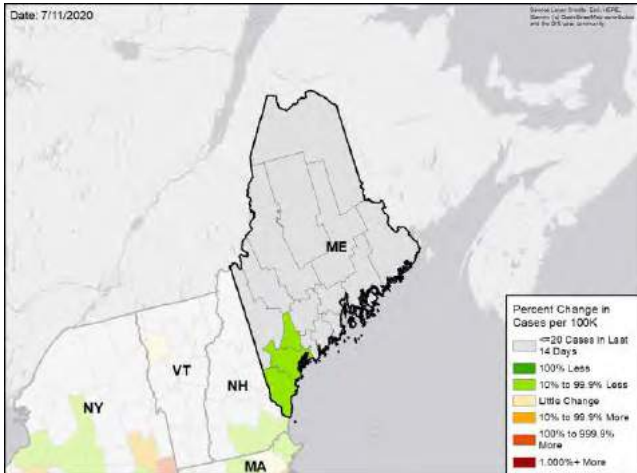 Date: 7/11/2020
ME
VT
NH
NY
MA
Percent Change in
Cases per 100K
<=20 Cases in Last
14 Days
100% Less
10% to 99.9% Less
Little Change
10% to 99.9% More
100% to 999.9%
More
1,000%+ More